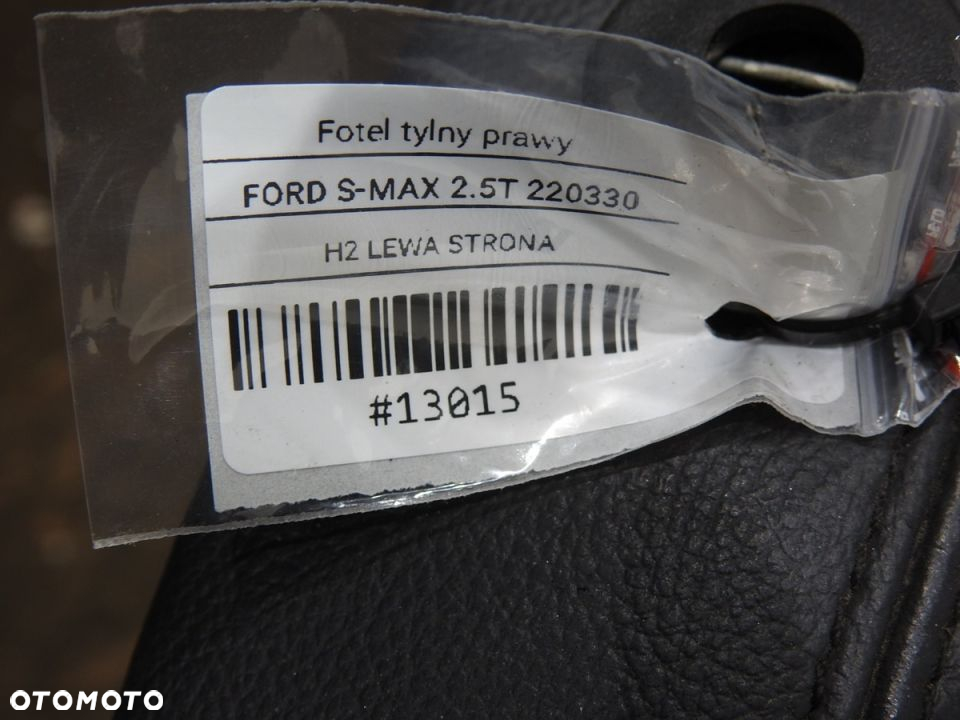 Fotel tylny prawy
FORD S-MAX 2.5T 220330
H2 LEWA STRONA
#13015
OTOMOTO